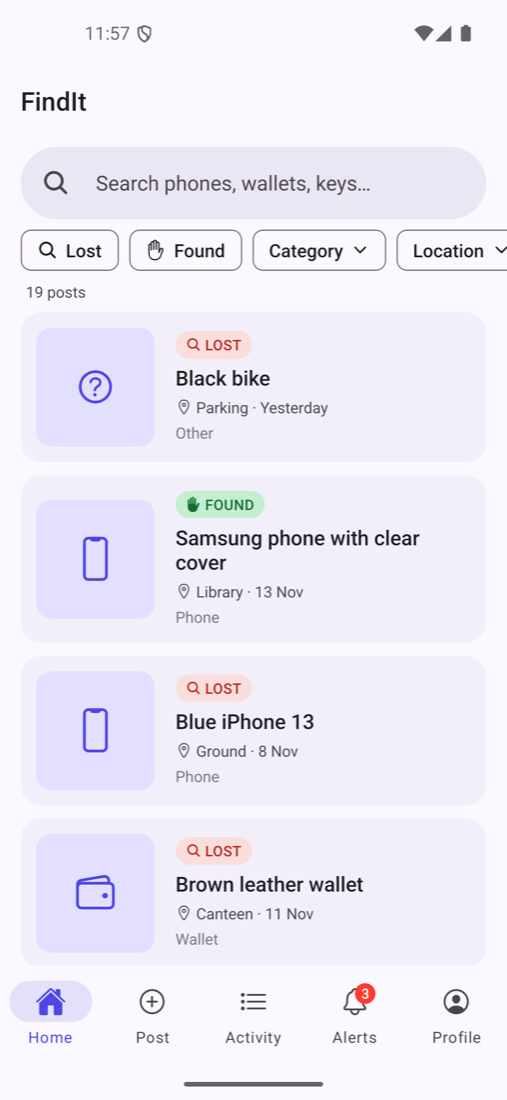 11:57
FindIt
Search phones, wallets, keys...
Lost
Found
Category
Location
19 posts
LOST
Black bike
Parking · Yesterday
Other
FOUND
Samsung phone with clear
cover
Library · 13 Nov
Phone
LOST
Blue iPhone 13
Ground · 8 Nov
Phone
LOST
Brown leather wallet
Canteen · 11 Nov
Wallet
3
Home
Post
Activity
Alerts
Profile